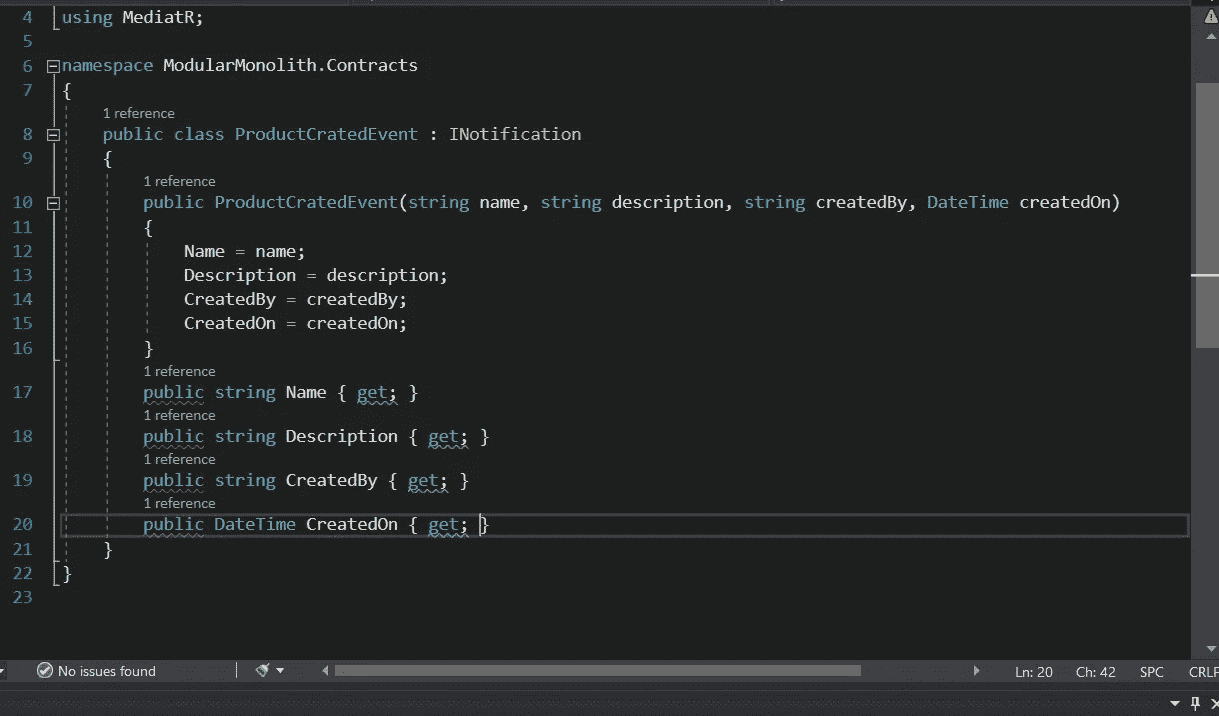 4 using MediatR;
5
6 namespace ModularMonolith.Contracts
7 {
1 reference
8 public class ProductCratedEvent : INotification
9 {
1 reference
10 public ProductCratedEvent(string name, string description, string createdBy, DateTime createdOn)
11 {
12 Name = name;
13 Description = description;
14 CreatedBy = createdBy;
15 CreatedOn = createdOn;
16 }
1 reference
17 public string Name { get; }
1 reference
18 public string Description { get; }
1 reference
19 public string CreatedBy { get; }
1 reference
20 public DateTime CreatedOn { get; }
21 }
22 }
23
No issues found Ln: 20 Ch: 42 SPC CRLF